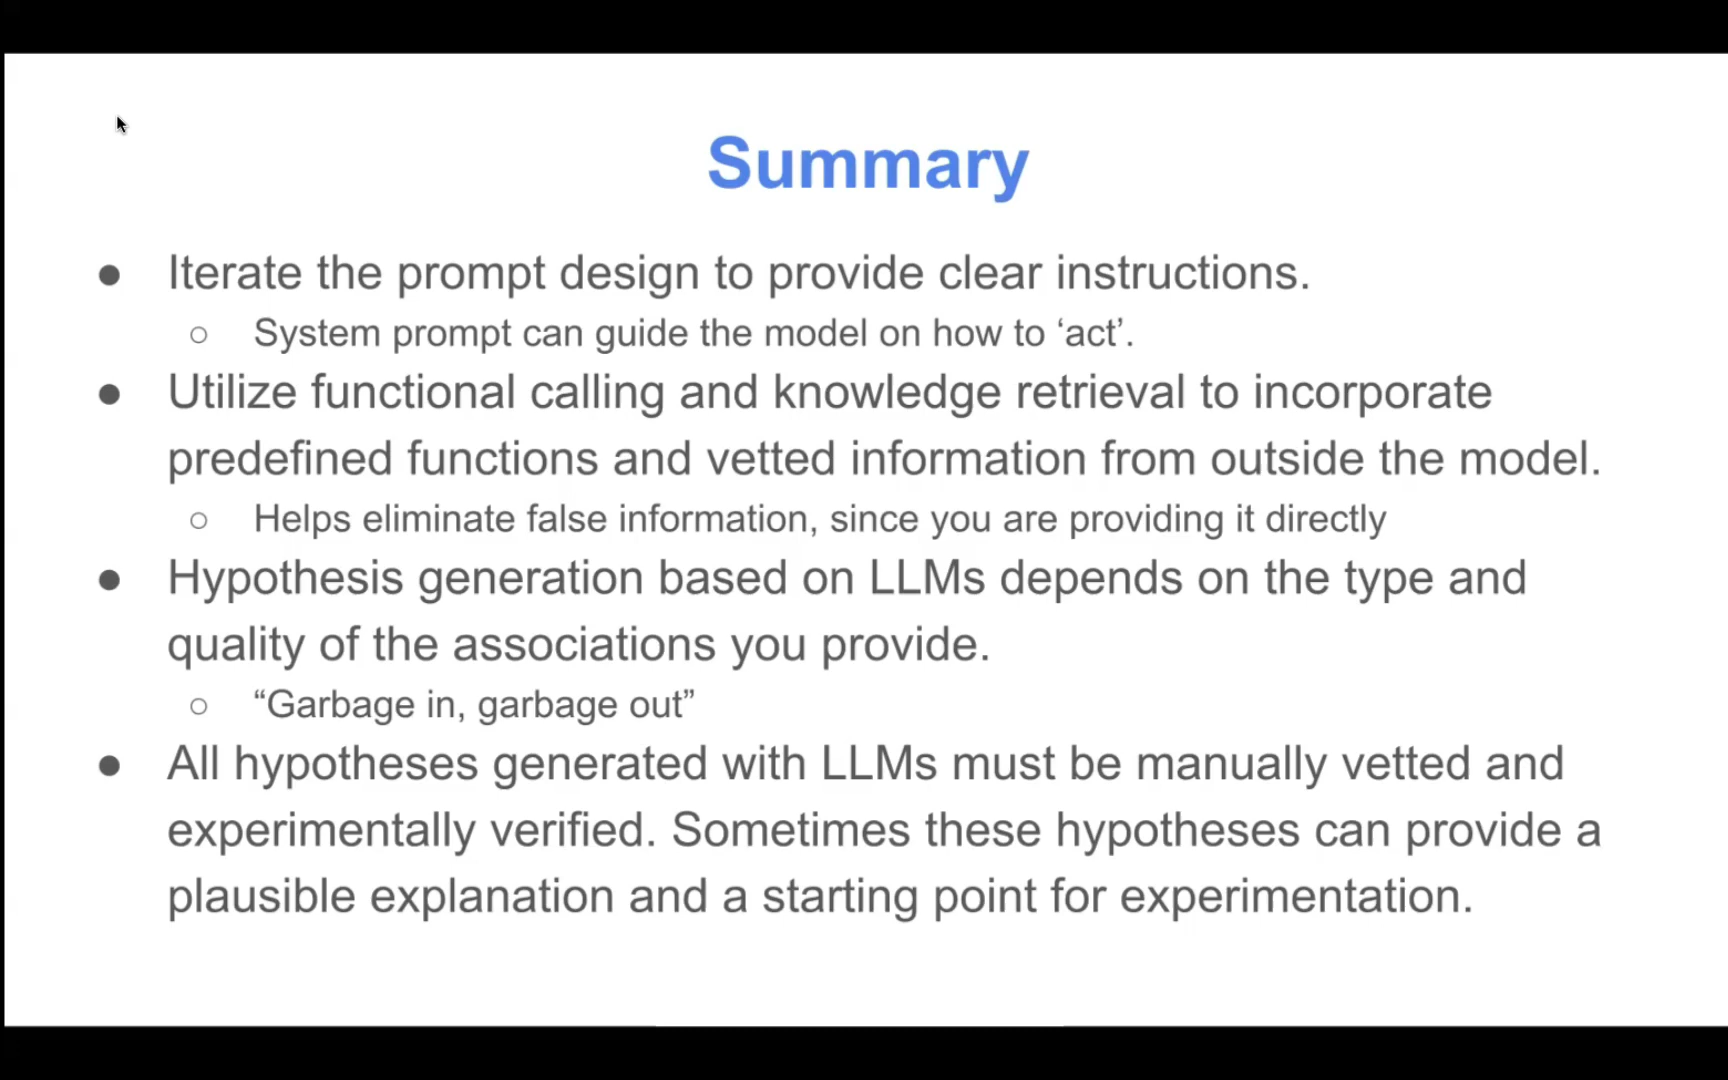 Summary
● Iterate the prompt design to provide clear instructions.
○ System prompt can guide the model on how to ‘act’.
● Utilize functional calling and knowledge retrieval to incorporate
predefined functions and vetted information from outside the model.
○ Helps eliminate false information, since you are providing it directly
● Hypothesis generation based on LLMs depends on the type and
quality of the associations you provide.
○ “Garbage in, garbage out”
● All hypotheses generated with LLMs must be manually vetted and
experimentally verified. Sometimes these hypotheses can provide a
plausible explanation and a starting point for experimentation.